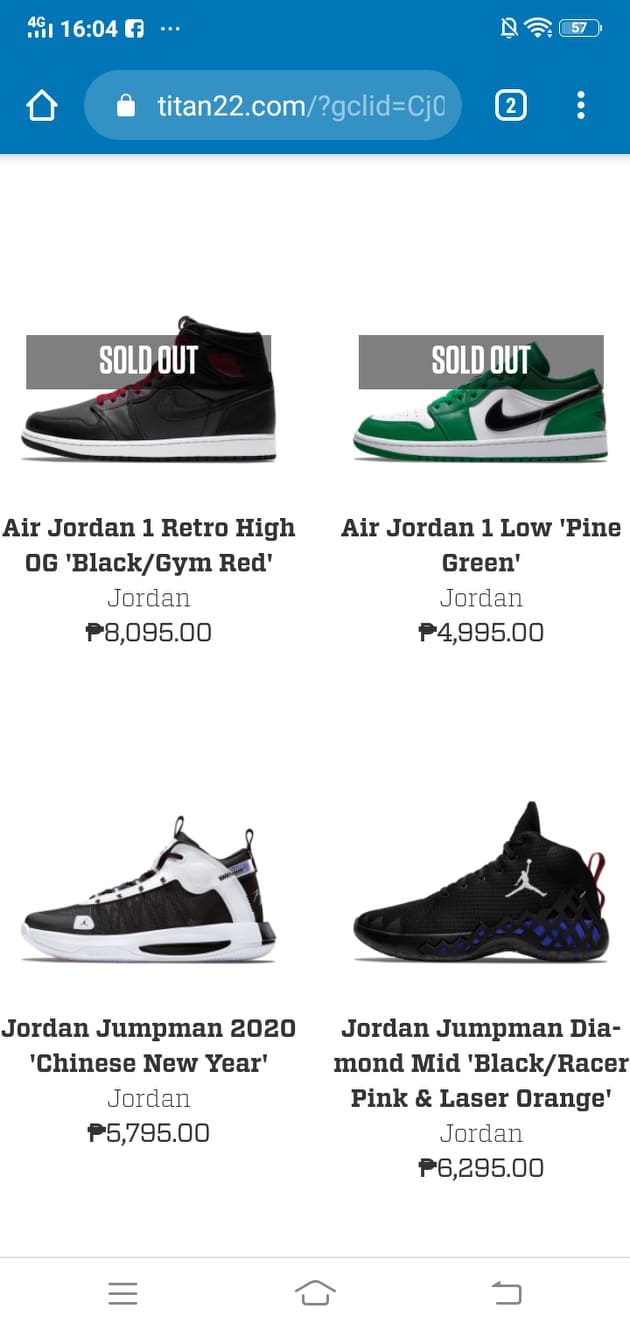 4G 16:04 57
titan22.com/?gclid=Cj0
2
SOLD OUT
SOLD OUT
Air Jordan 1 Retro High
OG 'Black/Gym Red'
Jordan
₱8,095.00
Air Jordan 1 Low 'Pine
Green'
Jordan
₱4,995.00
Jordan Jumpman 2020
'Chinese New Year'
Jordan
₱5,795.00
Jordan Jumpman Dia-
mond Mid 'Black/Racer
Pink & Laser Orange'
Jordan
₱6,295.00